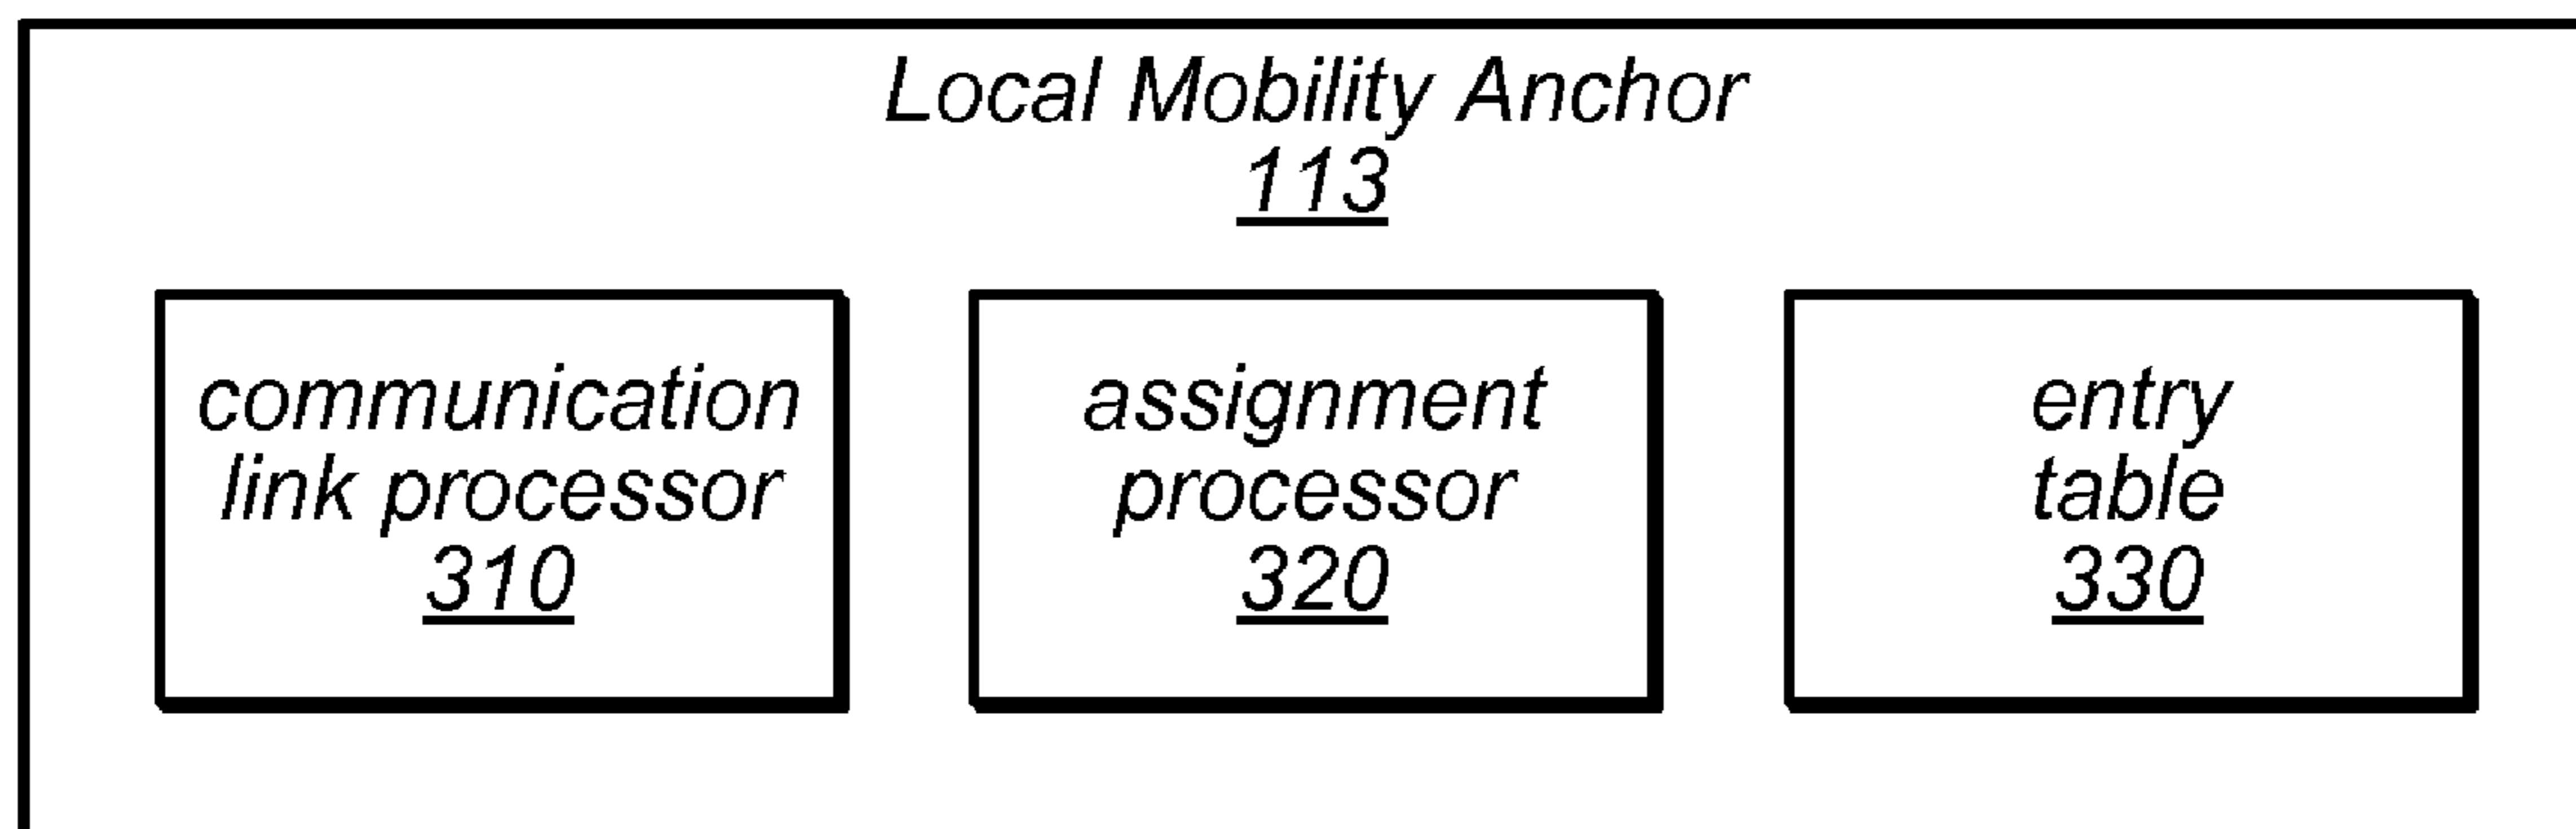 Local Mobility Anchor
113
communication
link processor
310
assignment
processor
320
entry
table
330